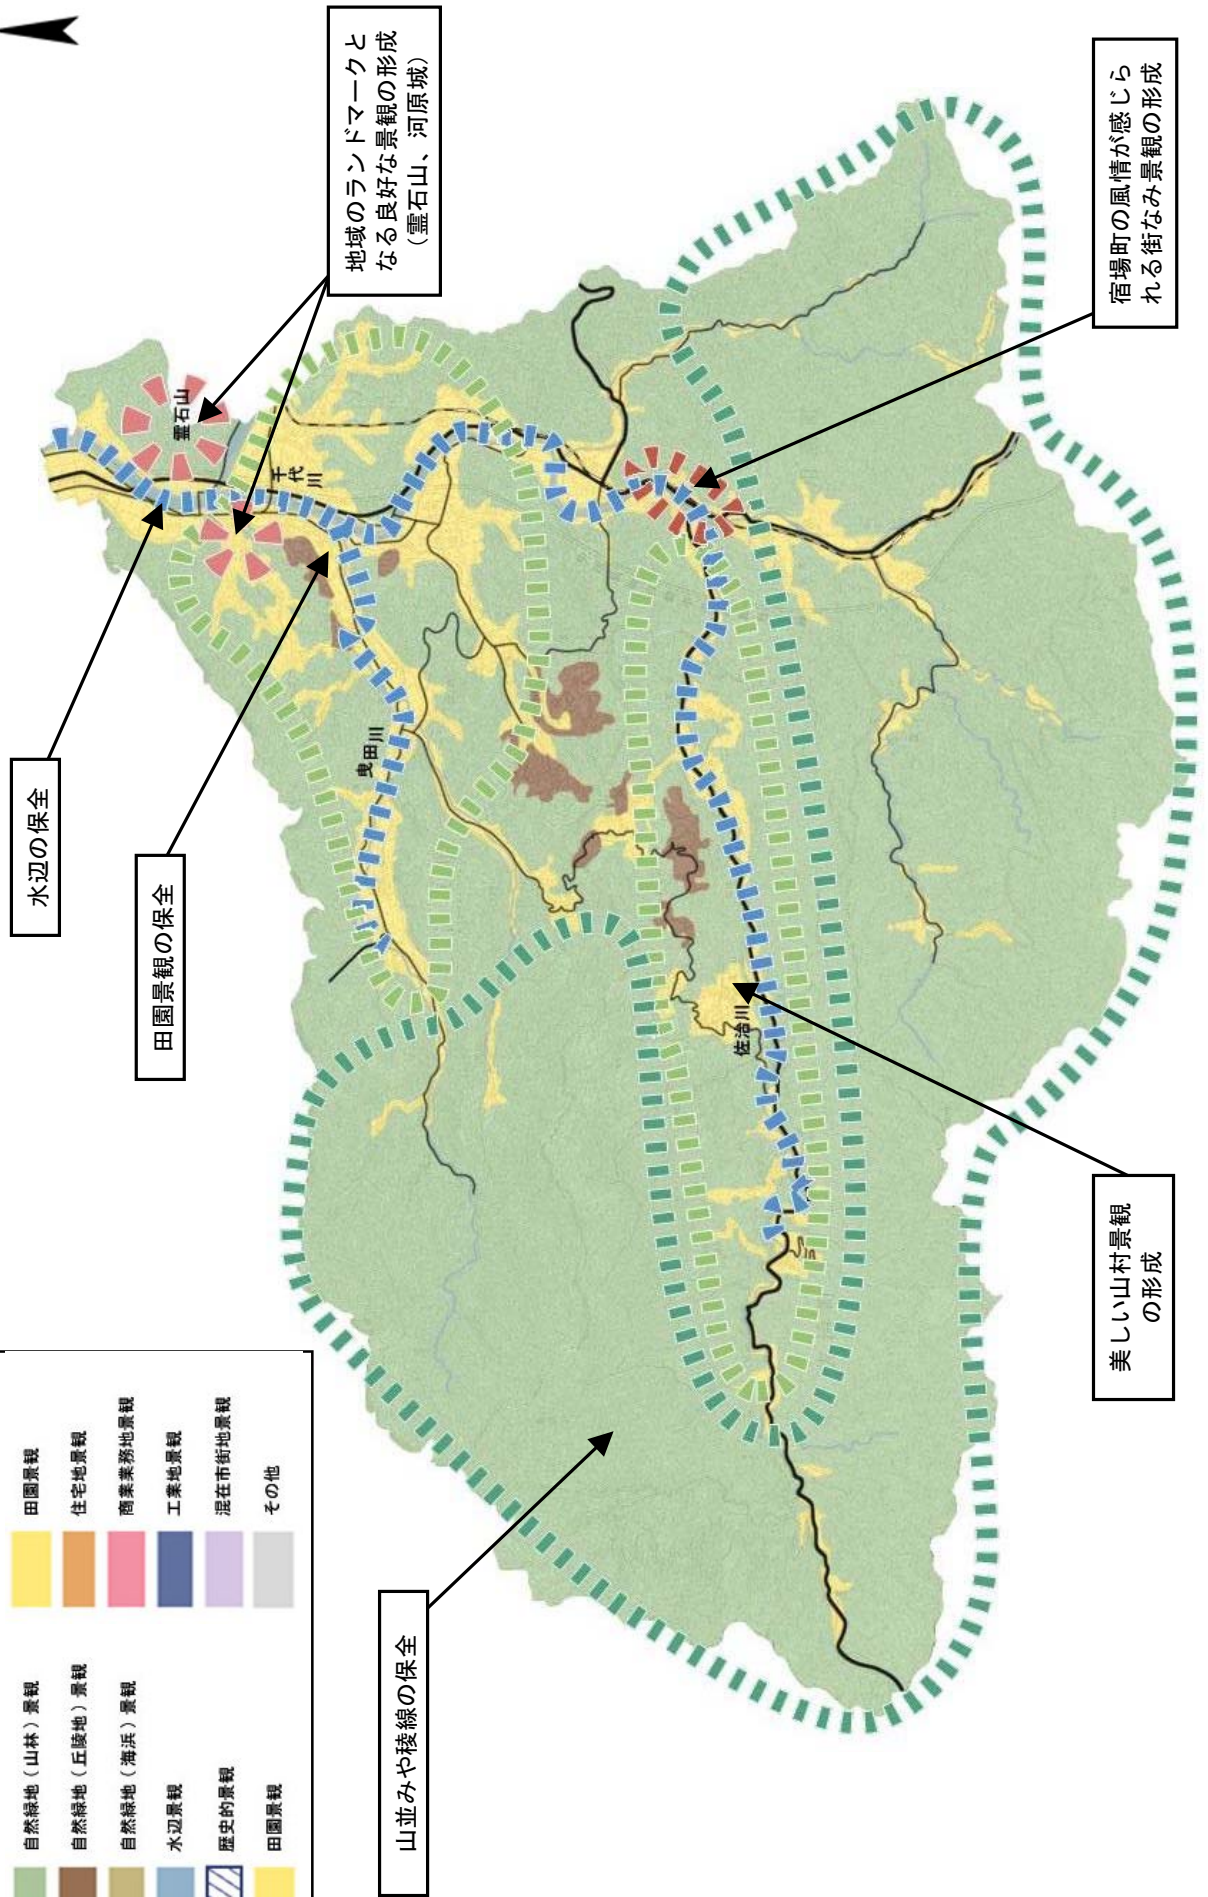 自然緑地（山林）景観
自然緑地（丘陵地）景観
自然緑地（海浜）景観
水辺景観
歴史的景観
田園景観
田園景観
住宅地景観
商業業務地景観
工業地景観
混在市街地景観
その他
山並みや稜線の保全
田園景観の保全
水辺の保全
地域のランドマークと
なる良好な景観の形成
（霊石山、河原城）
霊石山
千代
川
曳田川
佐治川
美しい山村景観
の形成
宿場町の風情が感じら
れる街なみ景観の形成